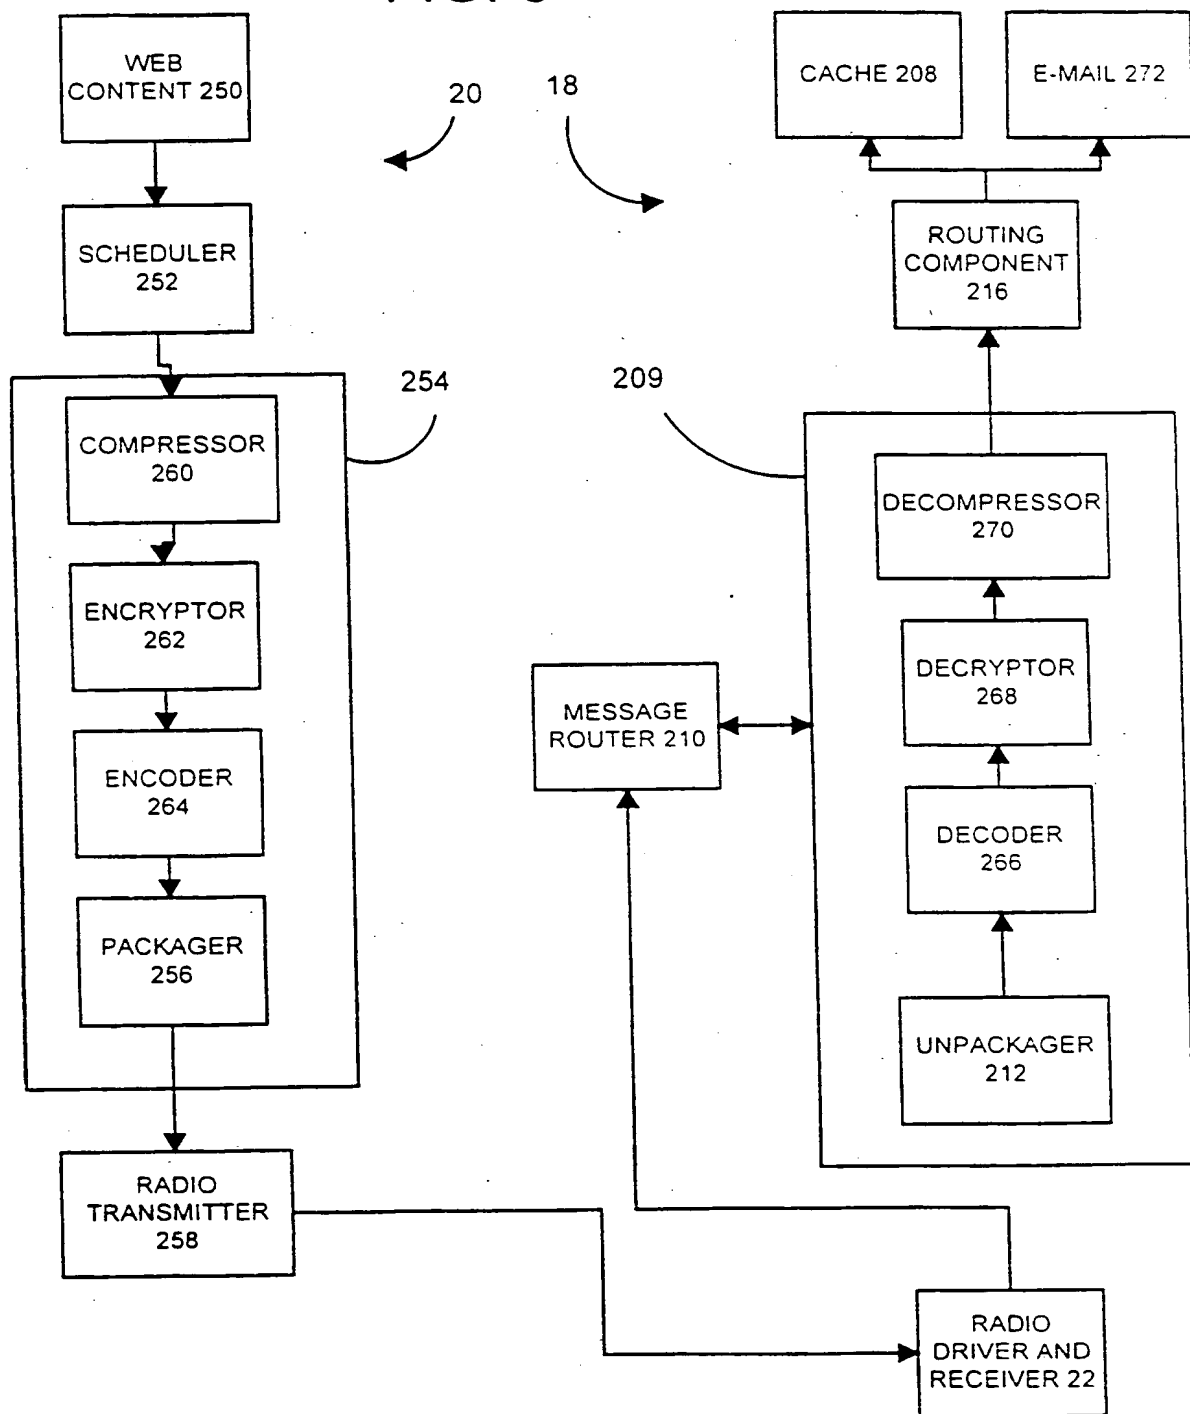 WEB
CONTENT 250
20
18
CACHE 208
E-MAIL 272
SCHEDULER
252
ROUTING
COMPONENT
216
254
209
COMPRESSOR
260
DECOMPRESSOR
270
ENCRYPTOR
262
DECRYPTOR
268
MESSAGE
ROUTER 210
ENCODER
264
DECODER
266
PACKAGER
256
UNPACKAGER
212
RADIO
TRANSMITTER
258
RADIO
DRIVER AND
RECEIVER 22